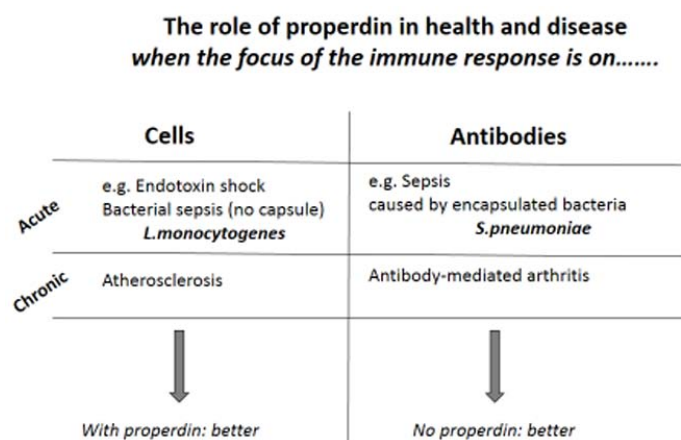 The role of properdin in health and disease
when the focus of the immune response is on…….
Cells
Antibodies
Acute
e.g. Endotoxin shock
Bacterial sepsis (no capsule)
L.monocytogenes
e.g. Sepsis
caused by encapsulated bacteria
S.pneumoniae
Chronic
Atherosclerosis
Antibody-mediated arthritis
With properdin: better
No properdin: better